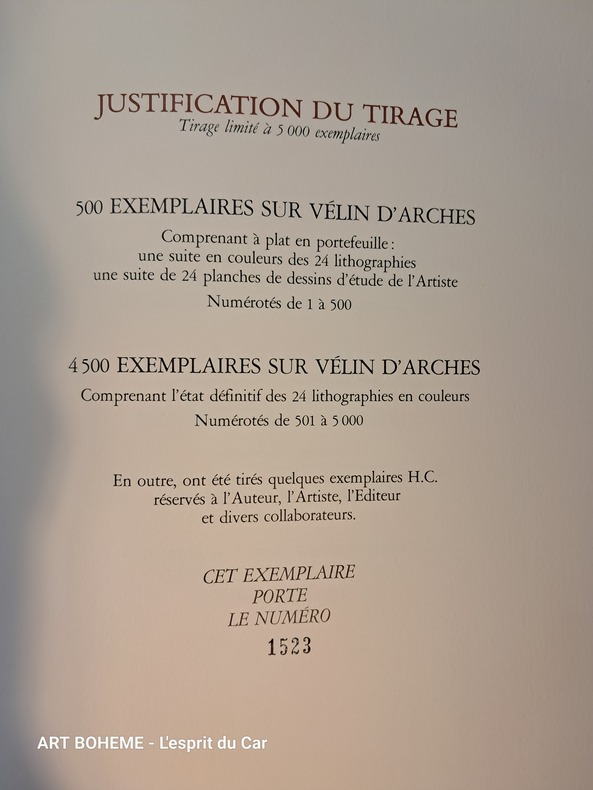 JUSTIFICATION DU TIRAGE
Tirage limité à 5 000 exemplaires
500 EXEMPLAIRES SUR VÉLIN D'ARCHES
Comprenant à plat en portefeuille :
une suite en couleurs des 24 lithographies
une suite de 24 planches de dessins d'étude de l'Artiste
Numérotés de 1 à 500
4 500 EXEMPLAIRES SUR VÉLIN D'ARCHES
Comprenant l'état définitif des 24 lithographies en couleurs
Numérotés de 501 à 5 000
En outre, ont été tirés quelques exemplaires H.C.
réservés à l'Auteur, l'Artiste, l'Editeur
et divers collaborateurs.
CET EXEMPLAIRE
PORTE
LE NUMÉRO
1523
ART BOHEME - L'esprit du Car